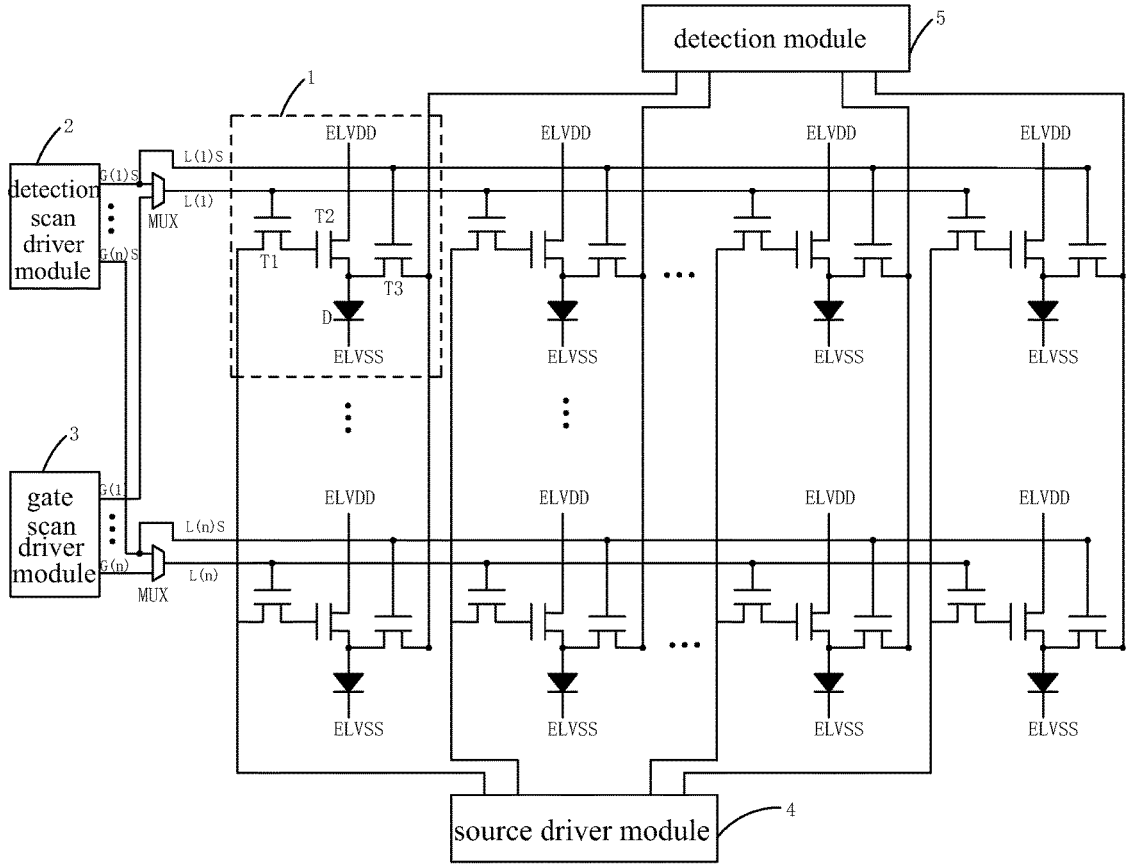 detection module
5
1
2
ELVDD
ELVDD
ELVDD
ELVDD
detection
scan
driver
module
G(1)S
G(n)S
L(1)S
L(1)
MUX
T2
T1
T3
D
ELVSS
ELVSS
ELVSS
ELVSS
3
gate
scan
driver
module
G(1)
G(n)
L(n)S
L(n)
MUX
ELVDD
ELVDD
ELVDD
ELVDD
ELVSS
ELVSS
ELVSS
ELVSS
source driver module
4